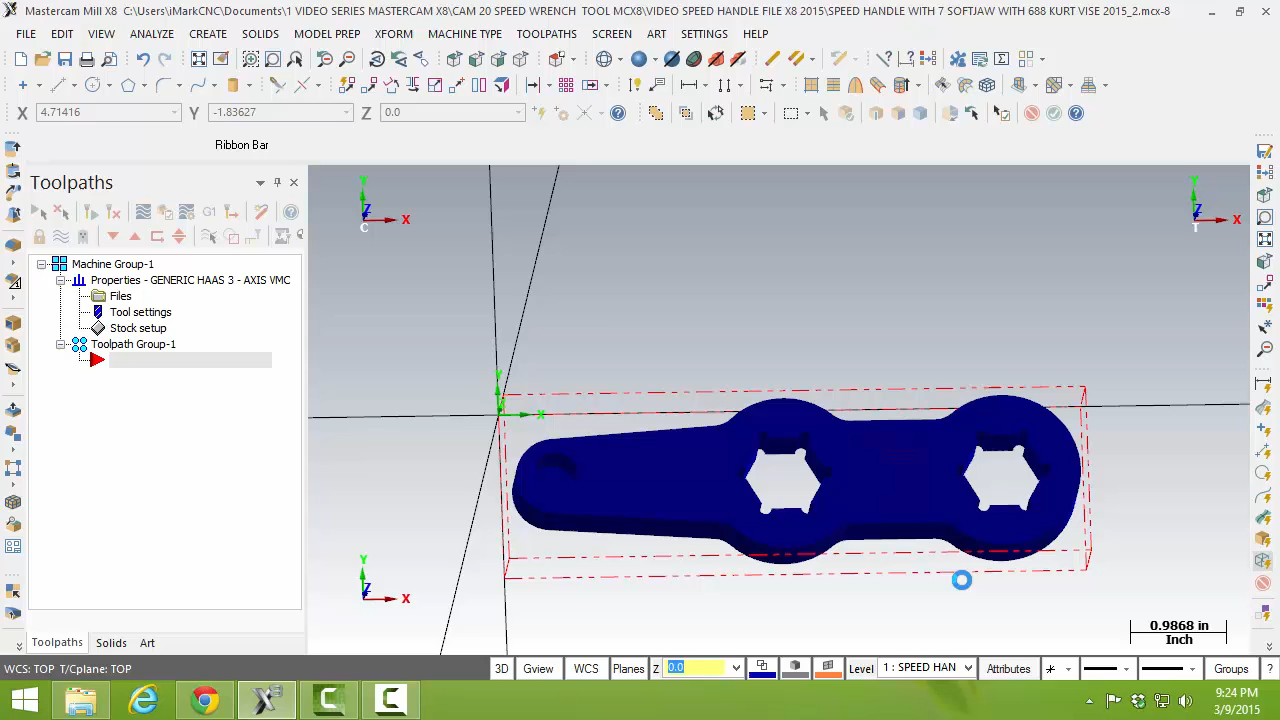 Mastercam Mill X8 C:\Users\iMarkCNC\Documents\1 VIDEO SERIES MASTERCAM X8\CAM 20 SPEED WRENCH TOOL MCX8\VIDEO SPEED HANDLE FILE X8 2015\SPEED HANDLE WITH 7 SOFTJAW WITH 688 KURT VISE 2015_2.mcx-8
FILE EDIT VIEW ANALYZE CREATE SOLIDS MODEL PREP XFORM MACHINE TYPE TOOLPATHS SCREEN ART SETTINGS HELP
X 4.71416 Y -1.83627 Z 0.0
Ribbon Bar
Toolpaths
G1
Machine Group-1
Properties - GENERIC HAAS 3 - AXIS VMC
Files
Tool settings
Stock setup
Toolpath Group-1
Y
Z
X
C
Y
Z
X
T
Y
X
Y
Z
X
0.9868 in
Inch
Toolpaths Solids Art
WCS: TOP T/Cplane: TOP
3D Gview WCS Planes Z 0.0 Level 1 : SPEED HAN Attributes Groups ?
9:24 PM
3/9/2015